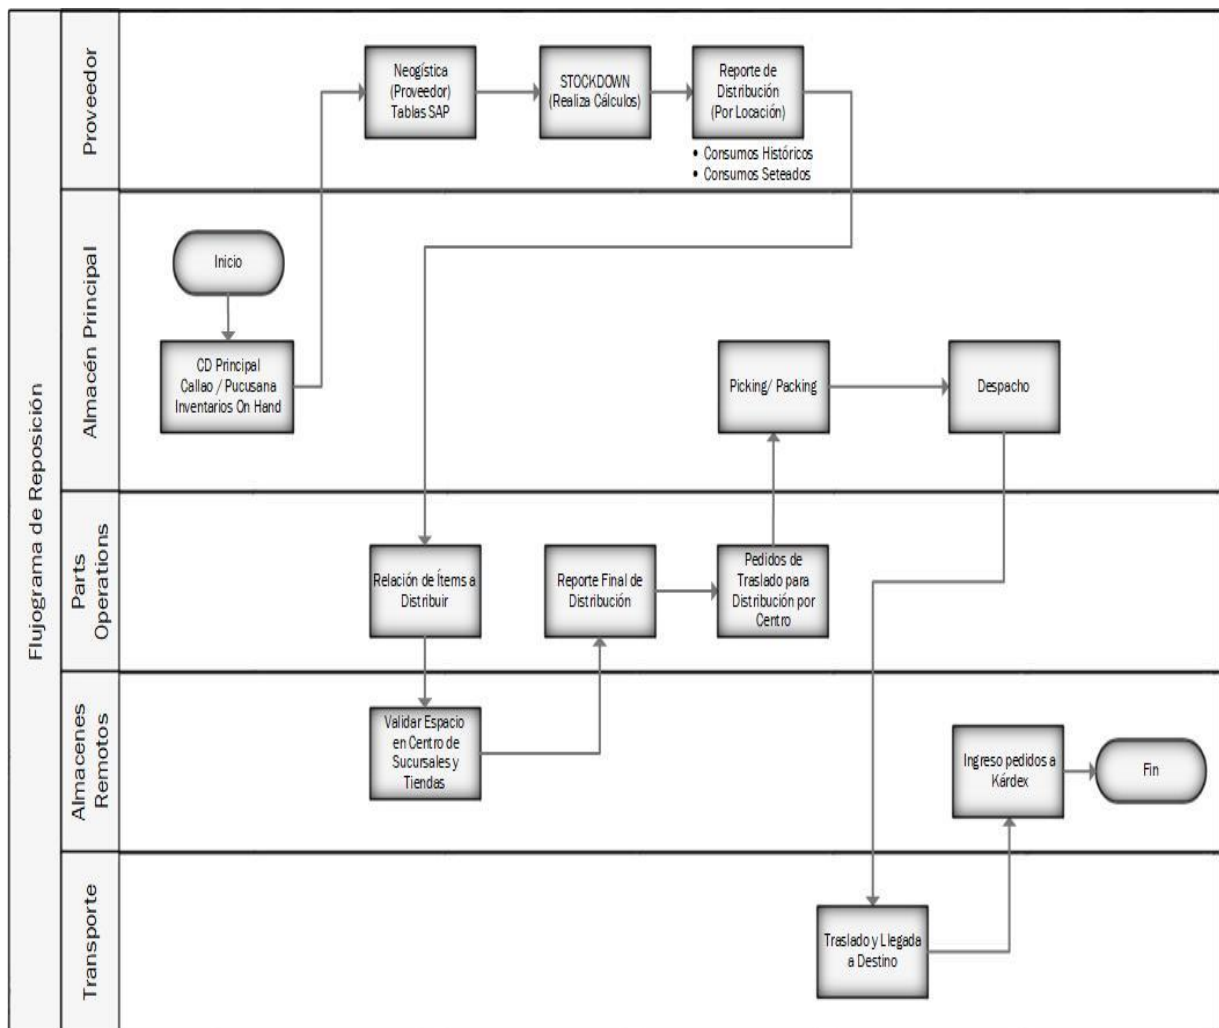 Flujograma de Reposición
Proveedor
Neogística
(Proveedor)
Tablas SAP
STOCKDOWN
(Realiza Cálculos)
Reporte de
Distribución
(Por Locación)
• Consumos Históricos
• Consumos Seteados
Almacén Principal
Inicio
CD Principal
Callao / Pucusana
Inventarios On Hand
Picking/ Packing
Despacho
Parts
Operations
Relación de Ítems a
Distribuir
Reporte Final de
Distribución
Pedidos de
Traslado para
Distribución por
Centro
Almacenes
Remotos
Validar Espacio
en Centro de
Sucursales y
Tiendas
Ingreso pedidos a
Kárdex
Fin
Transporte
Traslado y Llegada
a Destino